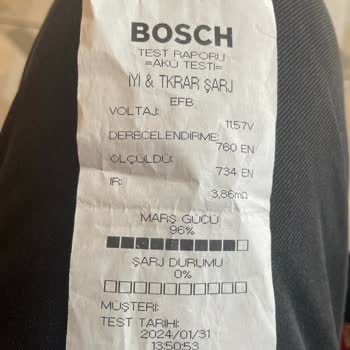 BOSCH
TEST RAPORU
=AKÜ TESTİ=
İYİ & TKRAR ŞARJ
EFB
VOLTAJ:
11.57V
DERECELENDİRME:
760 EN
ÖLÇÜLDÜ:
734 EN
IR:
3.86mΩ
MARŞ GÜCÜ
96%
ŞARJ DURUMU
0%
MÜŞTERİ:
TEST TARİHİ:
2024/01/31
13:50:53